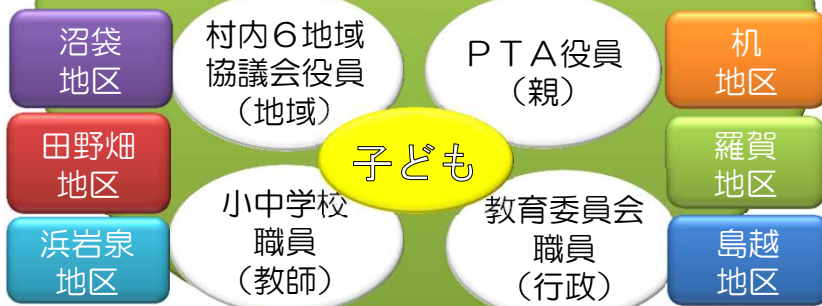 沼袋
地区
村内６地域
協議会役員
（地域）
ＰＴＡ役員
（親）
机
地区
田野畑
地区
子ども
羅賀
地区
浜岩泉
地区
小中学校
職員
（教師）
教育委員会
職員
（行政）
島越
地区